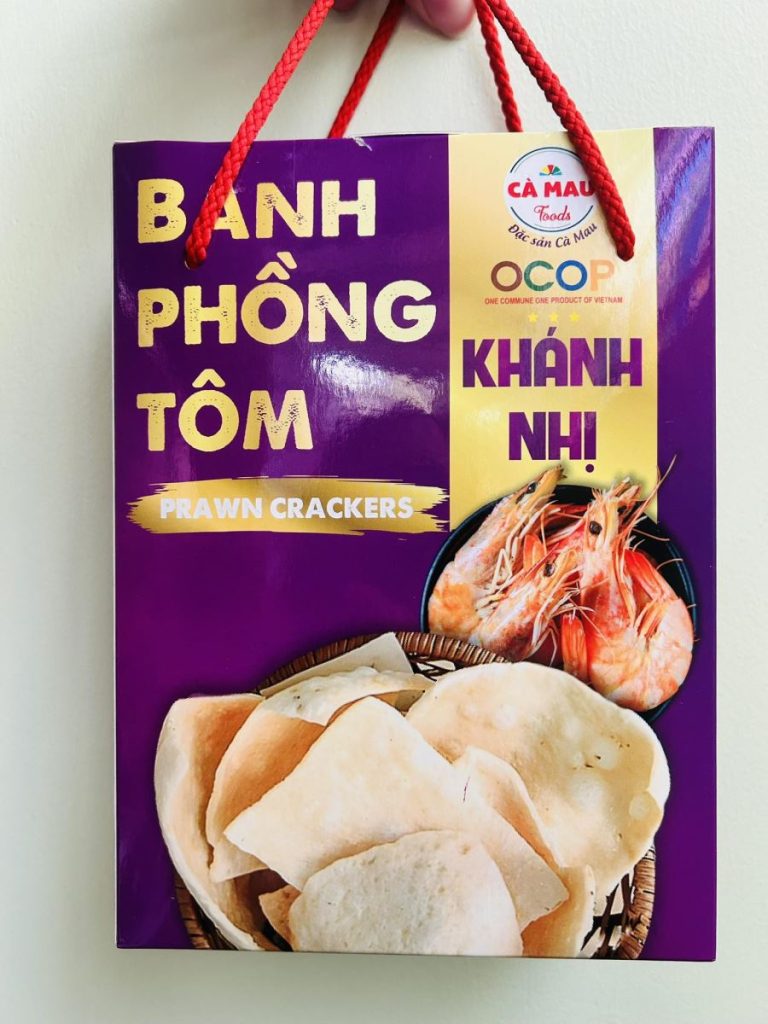 BANH
PHỒNG
TÔM
PRAWN CRACKERS
CÀ MAU
Foods
Đặc sản Cà Mau
OCOP
ONE COMMUNE ONE PRODUCT OF VIETNAM
KHÁNH
NHỊ